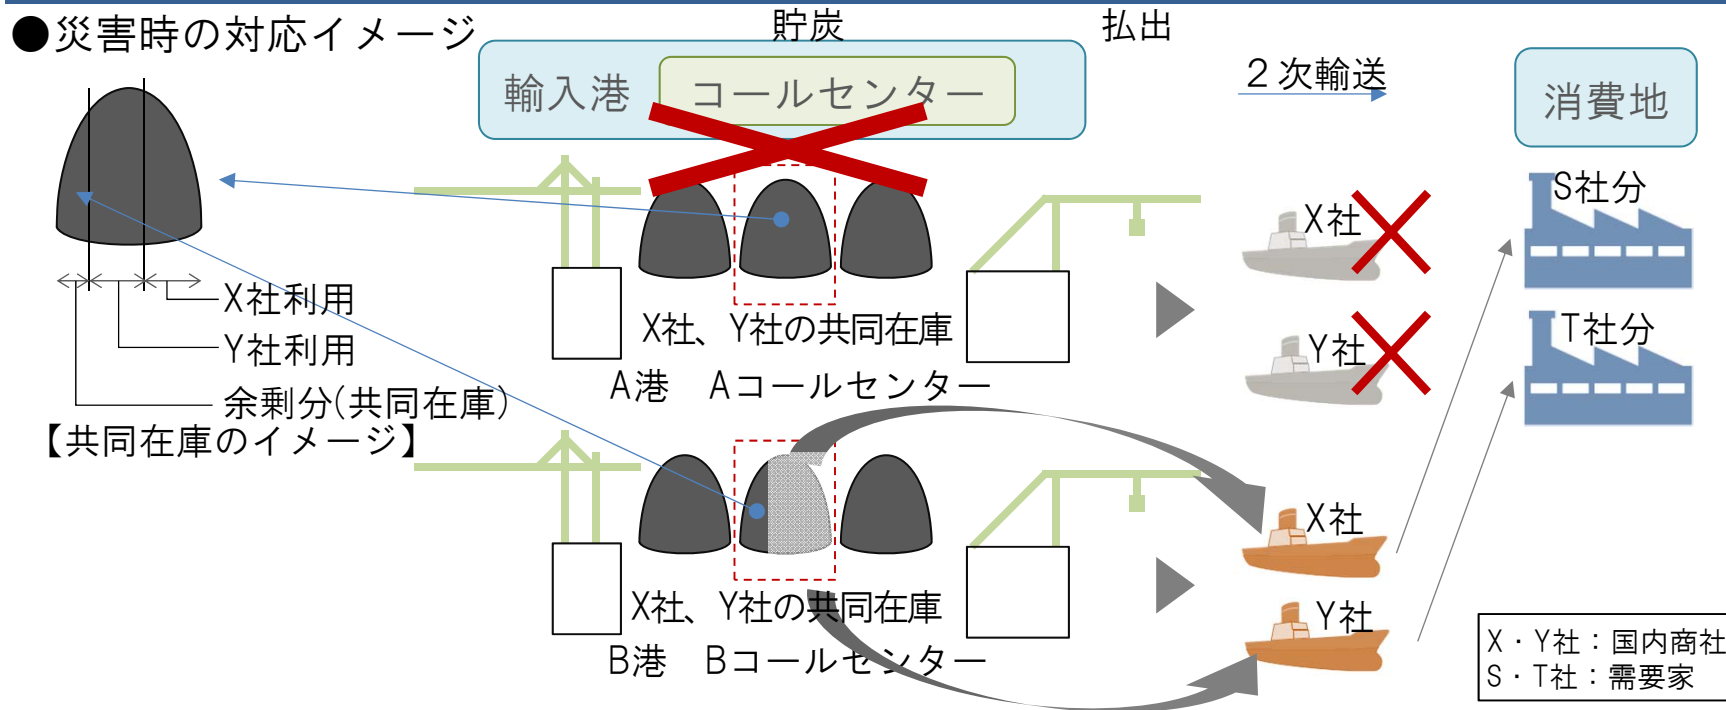 ●災害時の対応イメージ
貯炭
払出
輸入港
コールセンター
２次輸送
消費地
X社利用
Y社利用
余剰分(共同在庫)
【共同在庫のイメージ】
X社、Y社の共同在庫
A港　Aコールセンター
X社
Y社
S社分
T社分
X社、Y社の共同在庫
B港　Bコールセンター
X社
Y社
X・Y社：国内商社
S・T社：需要家